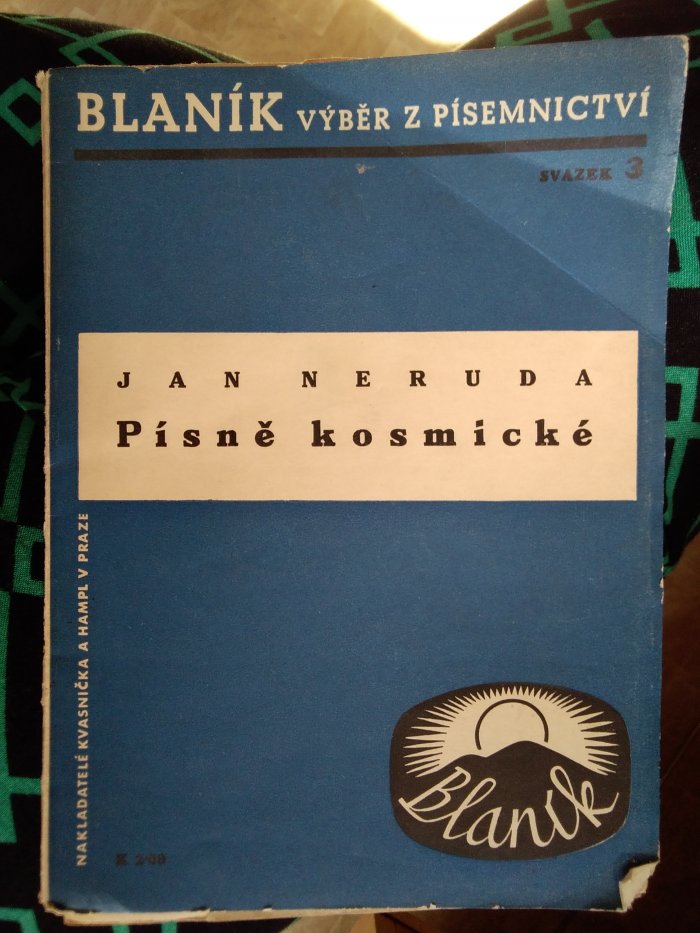 BLANÍK VÝBĚR Z PÍSEMNICTVÍ
SVAZEK 3
JAN NERUDA
Písně kosmické
NAKLADATELÉ KVASNIČKA A HAMPL V PRAZE
Blaník
K